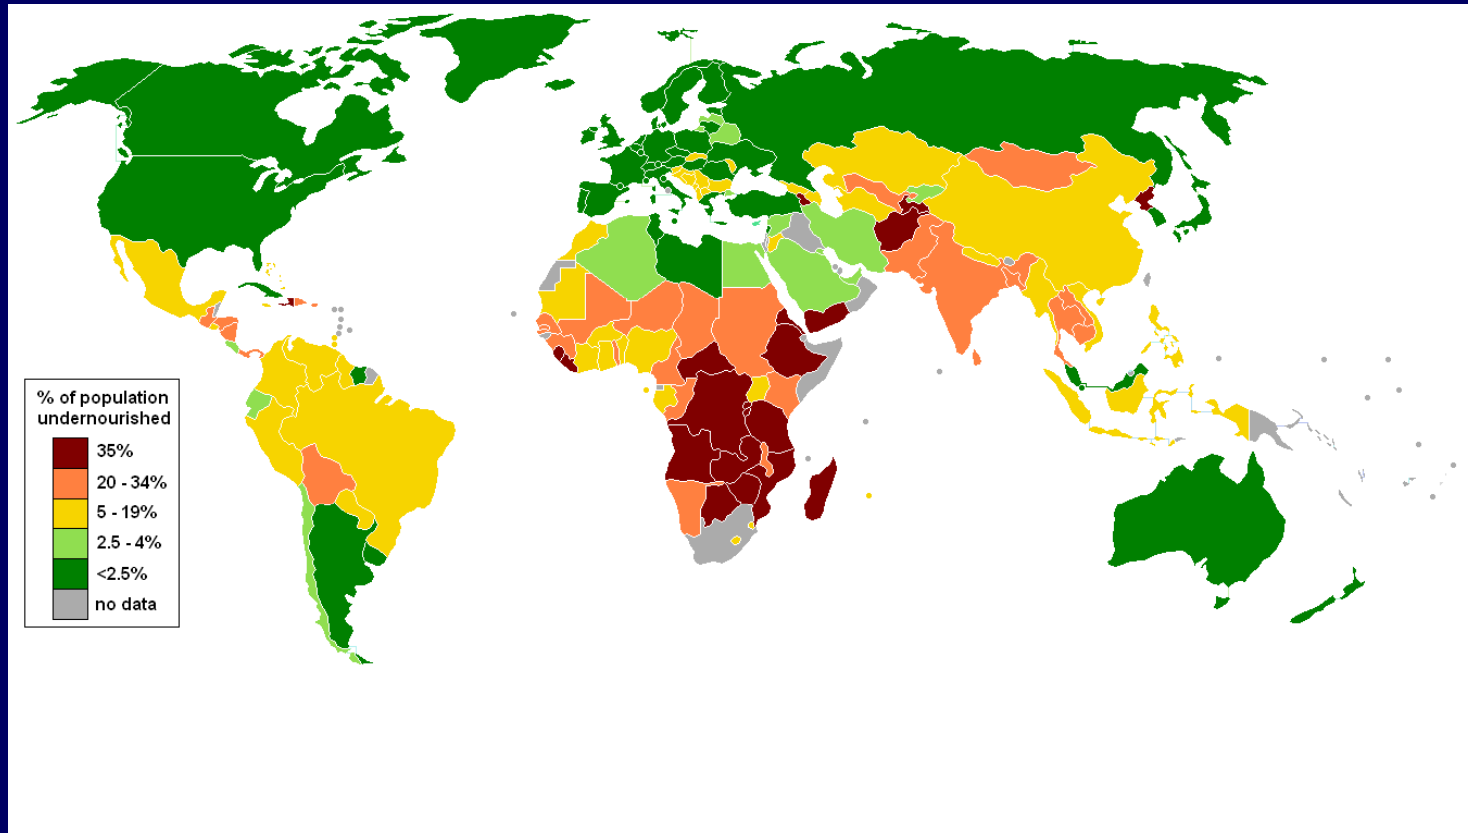 % of population
undernourished
35%
20 - 34%
5 - 19%
2.5 - 4%
<2.5%
no data